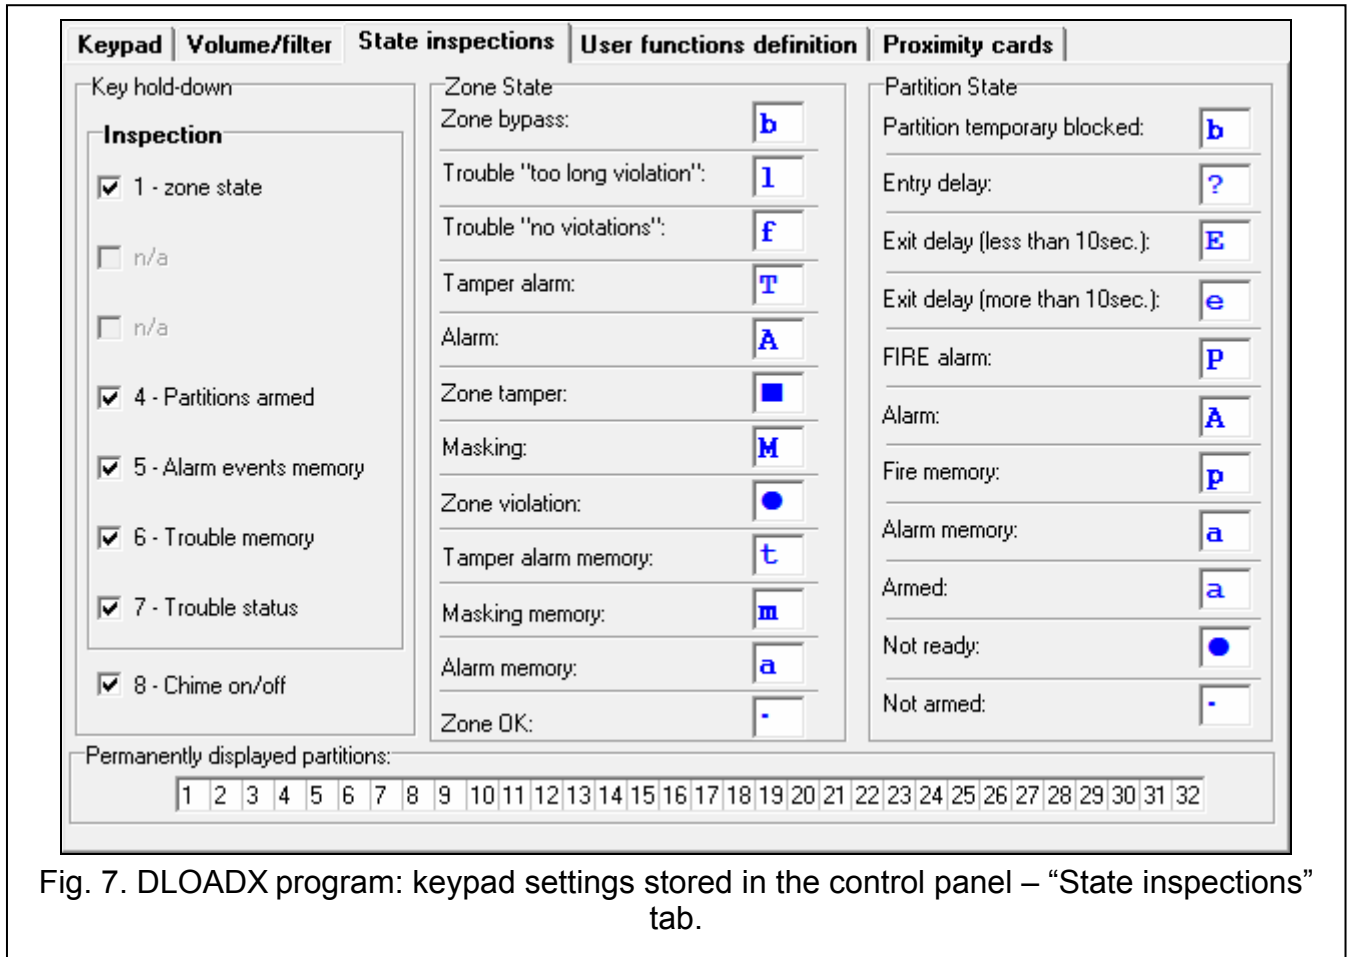 Keypad Volume/filter State inspections User functions definition Proximity cards
Key hold-down
Inspection
1 - zone state
n/a
n/a
4 - Partitions armed
5 - Alarm events memory
6 - Trouble memory
7 - Trouble status
8 - Chime on/off
Zone State
Zone bypass: b
Trouble "too long violation": l
Trouble "no viotations": f
Tamper alarm: T
Alarm: A
Zone tamper: ■
Masking: M
Zone violation: ●
Tamper alarm memory: t
Masking memory: m
Alarm memory: a
Zone OK: -
Partition State
Partition temporary blocked: b
Entry delay: ?
Exit delay (less than 10sec.): E
Exit delay (more than 10sec.): e
FIRE alarm: P
Alarm: A
Fire memory: p
Alarm memory: a
Armed: a
Not ready: ●
Not armed: -
Permanently displayed partitions:
1 2 3 4 5 6 7 8 9 10 11 12 13 14 15 16 17 18 19 20 21 22 23 24 25 26 27 28 29 30 31 32
Fig. 7. DLOADX program: keypad settings stored in the control panel – “State inspections”
tab.